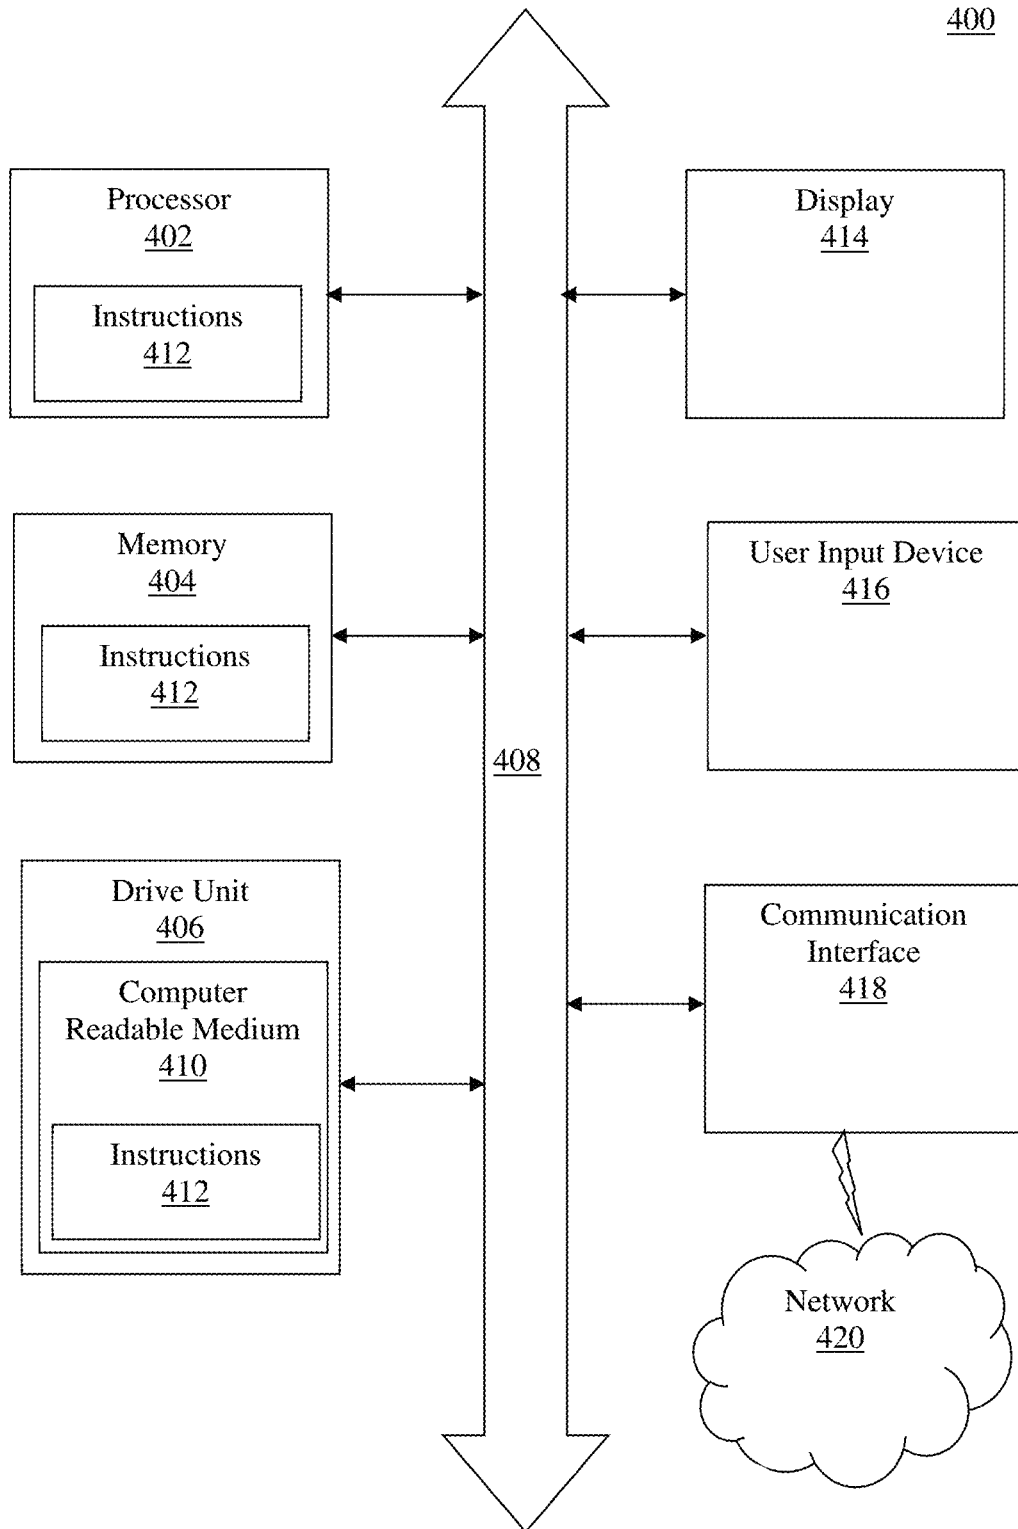 400
Processor
402
Instructions
412
Display
414
Memory
404
Instructions
412
User Input Device
416
408
Drive Unit
406
Computer
Readable Medium
410
Instructions
412
Communication
Interface
418
Network
420